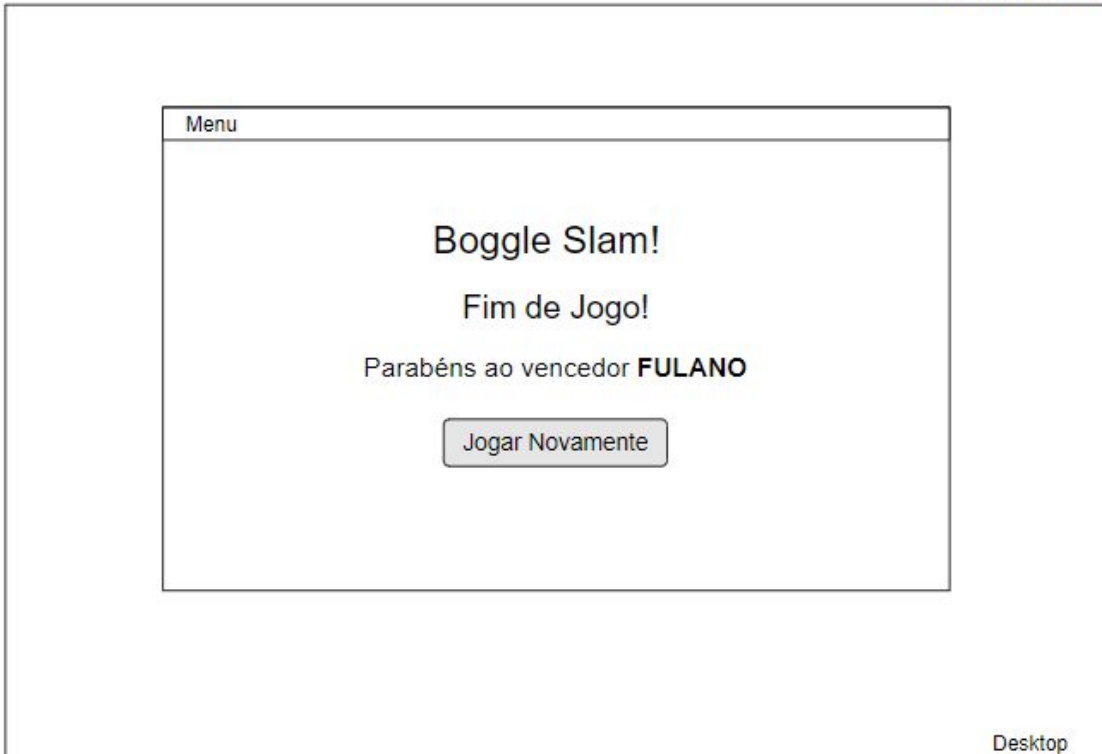 Menu
Boggle Slam!
Fim de Jogo!
Parabéns ao vencedor FULANO
Jogar Novamente
Desktop